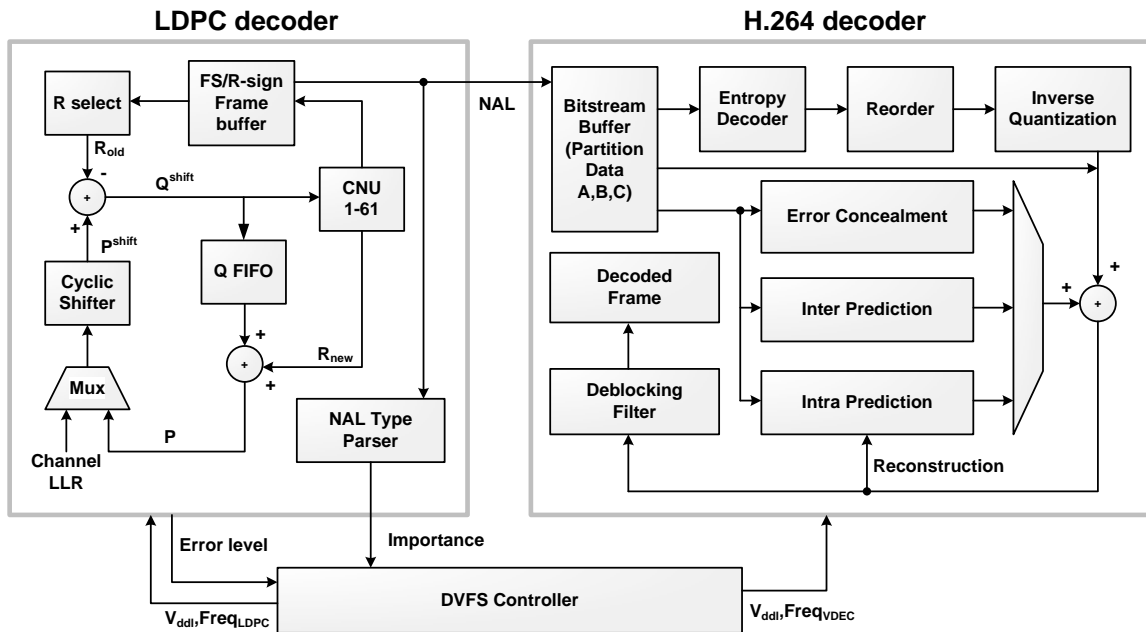 LDPC decoder
H.264 decoder
FS/R-sign
Frame
buffer
R select
NAL
Bitstream
Buffer
(Partition
Data
A,B,C)
Entropy
Decoder
Reorder
Inverse
Quantization
Rold
-
+
+
Qshift
CNU
1-61
Pshift
Q FIFO
Cyclic
Shifter
Error Concealment
Decoded
Frame
Inter Prediction
+
+
+
+
+
+
Rnew
Mux
P
Channel
LLR
NAL Type
Parser
Deblocking
Filter
Intra Prediction
Reconstruction
Error level
Importance
DVFS Controller
Vddl,FreqLDPC
Vddl,FreqVDEC